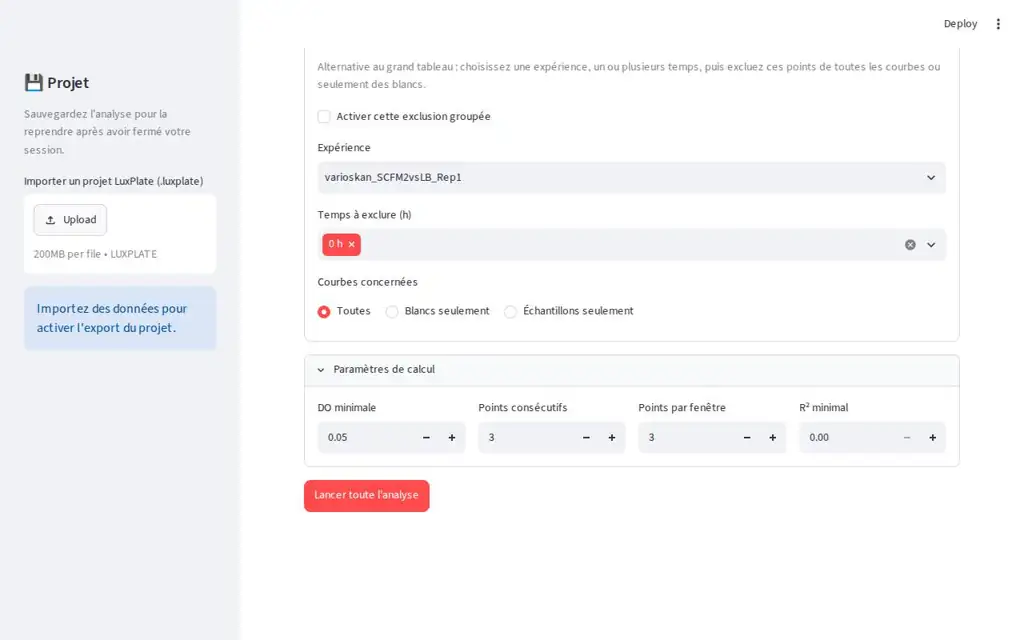 Deploy
💾 Projet
Sauvegardez l'analyse pour la
reprendre après avoir fermé votre
session.
Importer un projet LuxPlate (.luxplate)
Upload
200MB per file • LUXPLATE
Importez des données pour
activer l'export du projet.
Alternative au grand tableau : choisissez une expérience, un ou plusieurs temps, puis excluez ces points de toutes les courbes ou
seulement des blancs.
Activer cette exclusion groupée
Expérience
varioskan_SCFM2vsLB_Rep1
Temps à exclure (h)
0 h
Courbes concernées
Toutes Blancs seulement Échantillons seulement
Paramètres de calcul
DO minimale Points consécutifs Points par fenêtre R² minimal
0.05 3 3 0.00
Lancer toute l'analyse